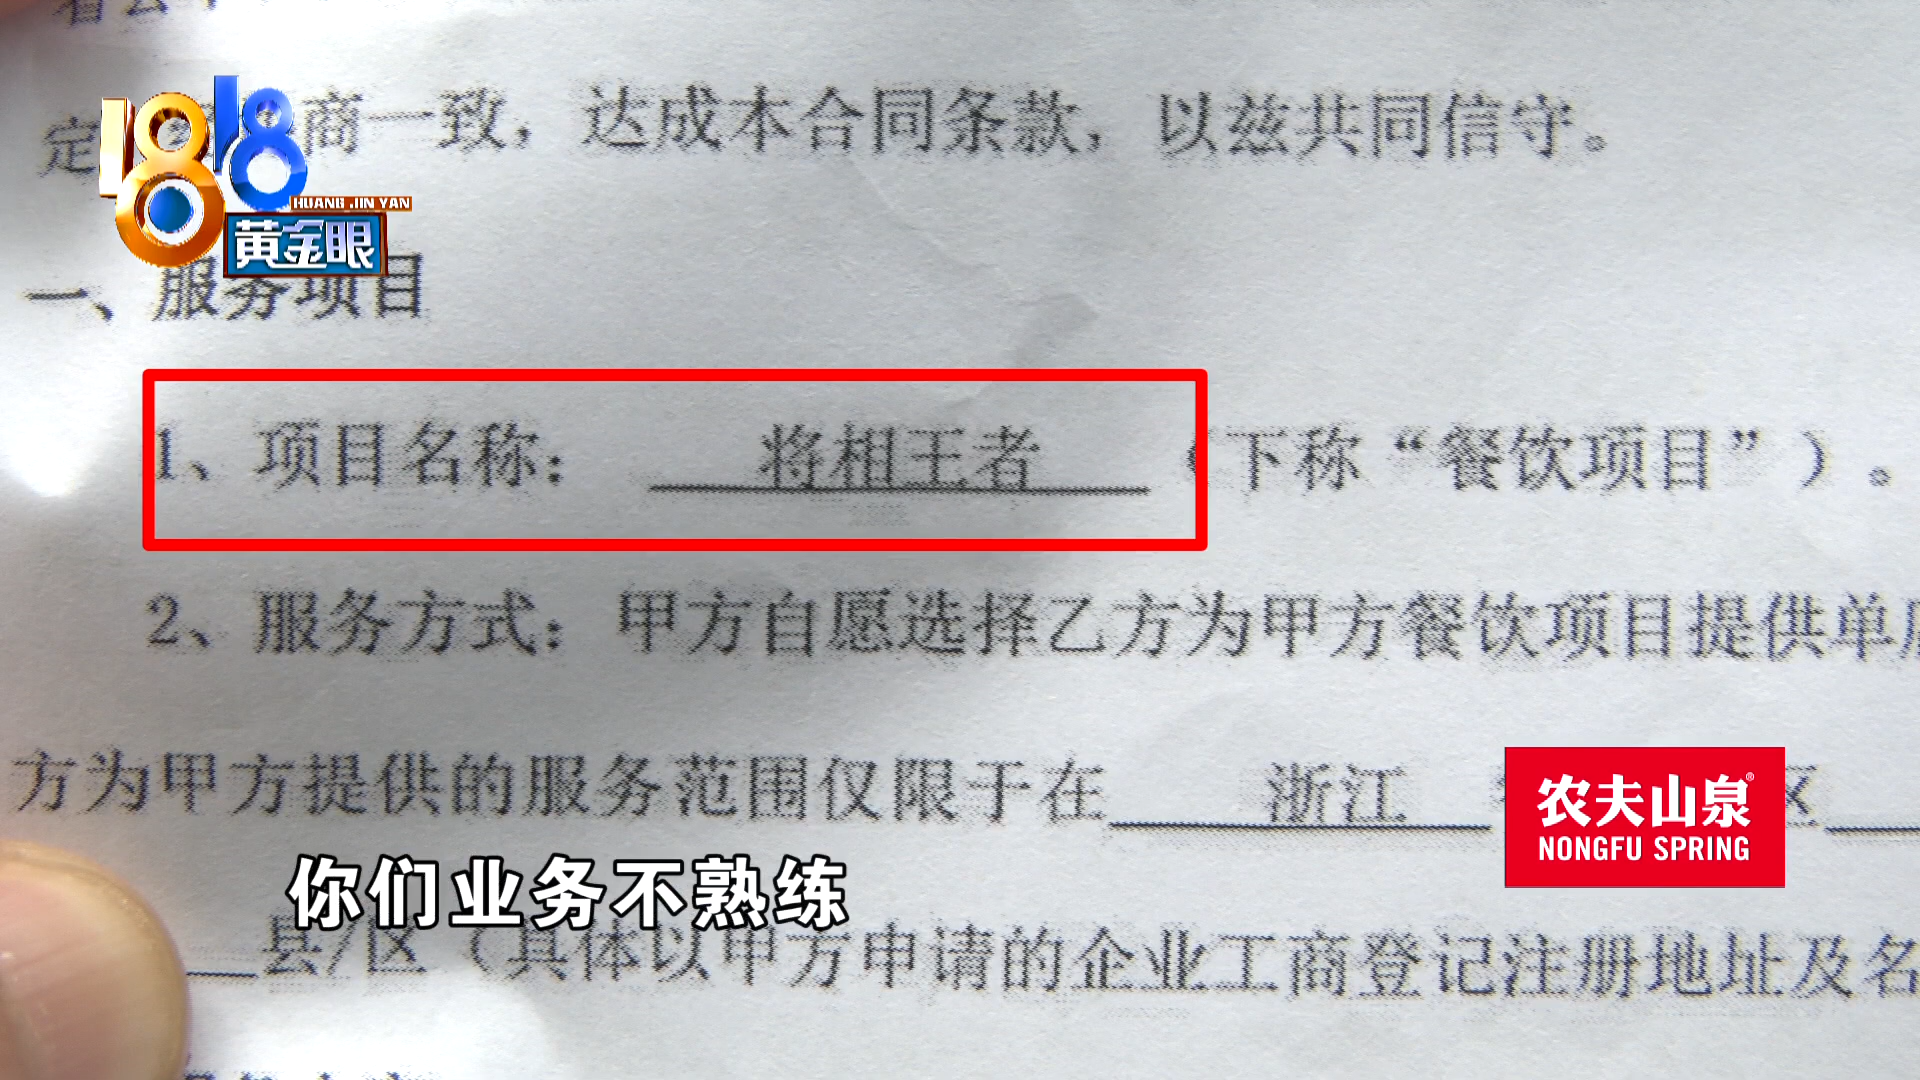 定
商一致，达成本合同条款，以兹共同信守。
1818
HUANG JIN YAN
黄金眼
一、服务项目
1、项目名称： 将相王者 （下称“餐饮项目”）。
2、服务方式：甲方自愿选择乙方为甲方餐饮项目提供单
方为甲方提供的服务范围仅限于在 浙江
农夫山泉®
NONGFU SPRING
你们业务不熟练
县/区（具体以甲方申请的企业工商登记注册地址及名